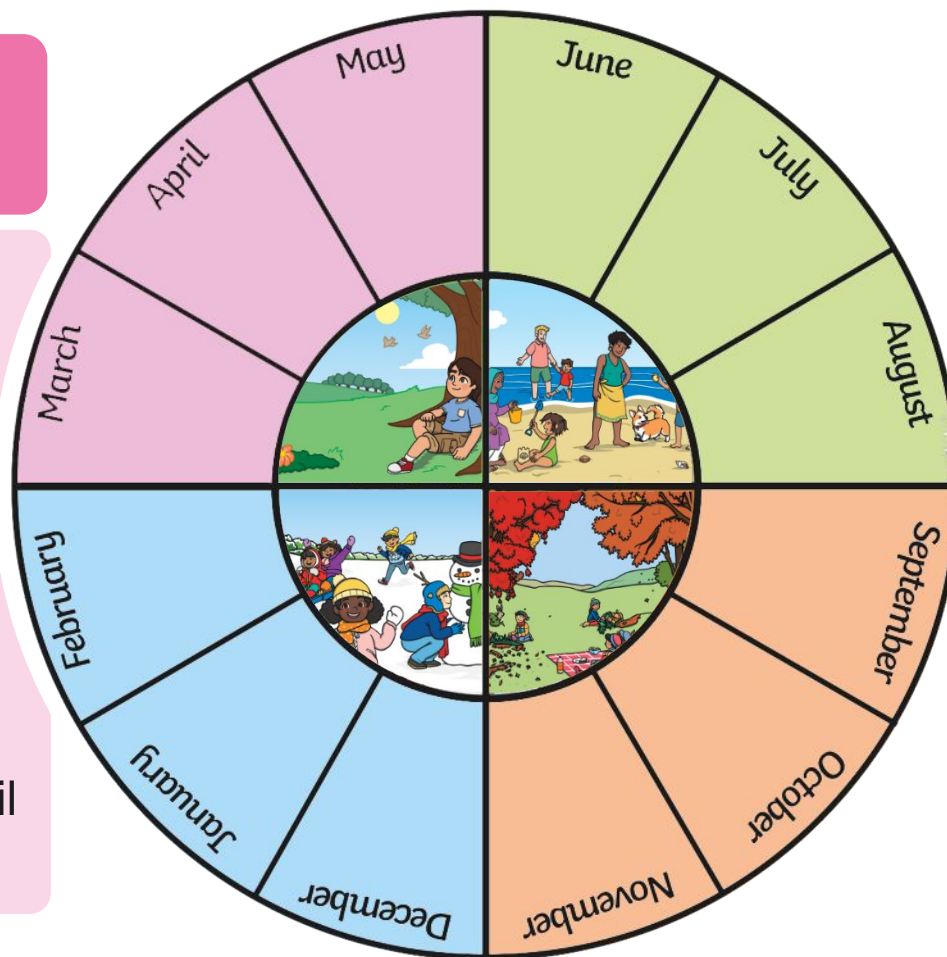 May
June
April
July
March
August
February
September
January
October
il
December
November